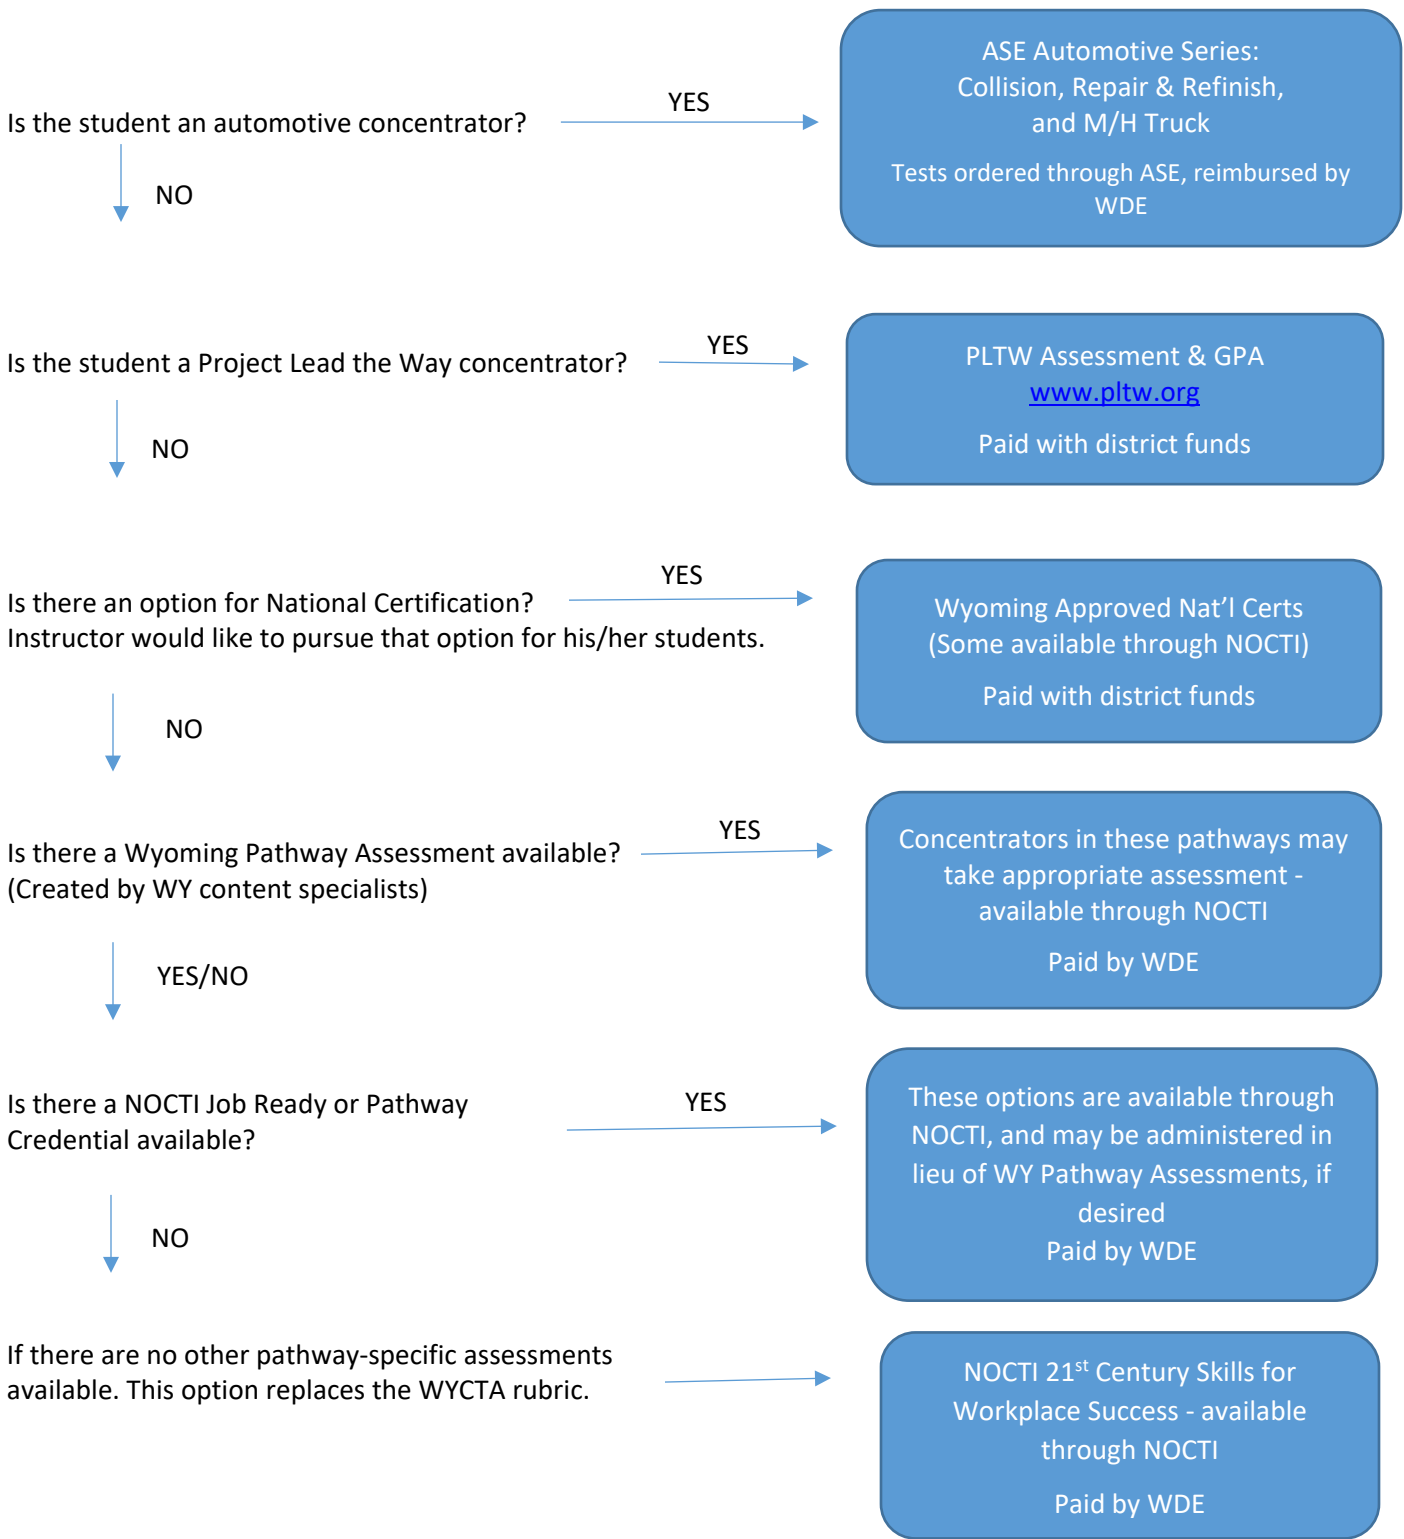 Is the student an automotive concentrator?
YES
ASE Automotive Series:
Collision, Repair & Refinish,
and M/H Truck
Tests ordered through ASE, reimbursed by
WDE
NO
Is the student a Project Lead the Way concentrator?
YES
PLTW Assessment & GPA
www.pltw.org
Paid with district funds
NO
Is there an option for National Certification?
Instructor would like to pursue that option for his/her students.
YES
Wyoming Approved Nat’l Certs
(Some available through NOCTI)
Paid with district funds
NO
Is there a Wyoming Pathway Assessment available?
(Created by WY content specialists)
YES
Concentrators in these pathways may
take appropriate assessment -
available through NOCTI
Paid by WDE
YES/NO
Is there a NOCTI Job Ready or Pathway
Credential available?
YES
These options are available through
NOCTI, and may be administered in
lieu of WY Pathway Assessments, if
desired
Paid by WDE
NO
If there are no other pathway-specific assessments
available. This option replaces the WYCTA rubric.
NOCTI 21st Century Skills for
Workplace Success - available
through NOCTI
Paid by WDE